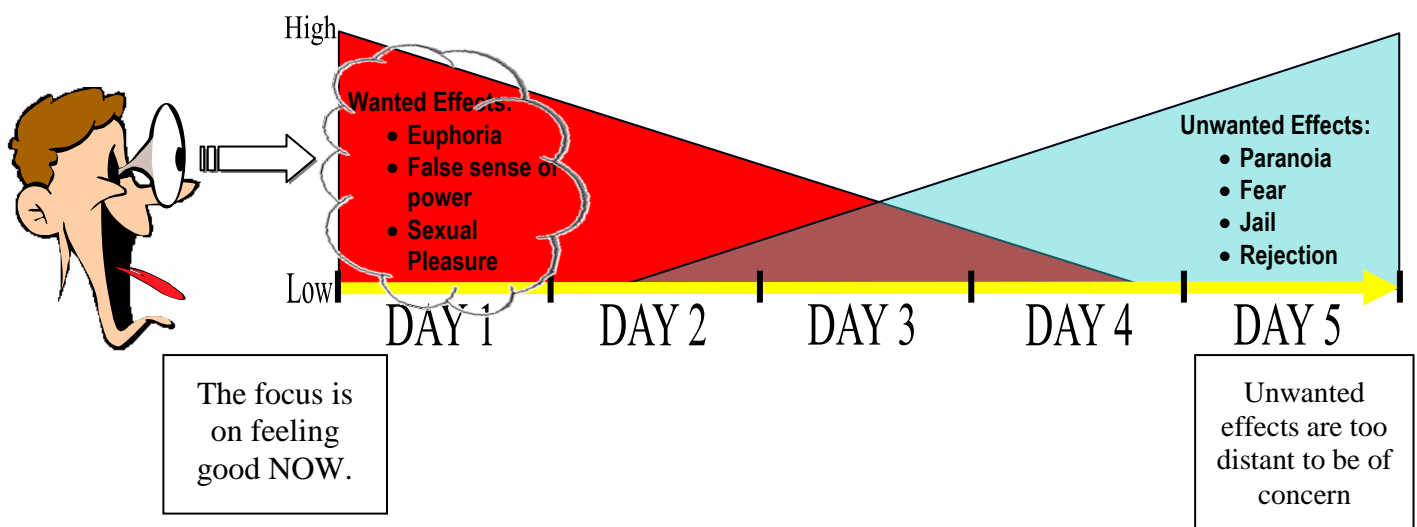 High
Wanted Effects:
• Euphoria
• False sense of
power
• Sexual
Pleasure
Unwanted Effects:
• Paranoia
• Fear
• Jail
• Rejection
Low
DAY 1
DAY 2
DAY 3
DAY 4
DAY 5
The focus is
on feeling
good NOW.
Unwanted
effects are too
distant to be of
concern